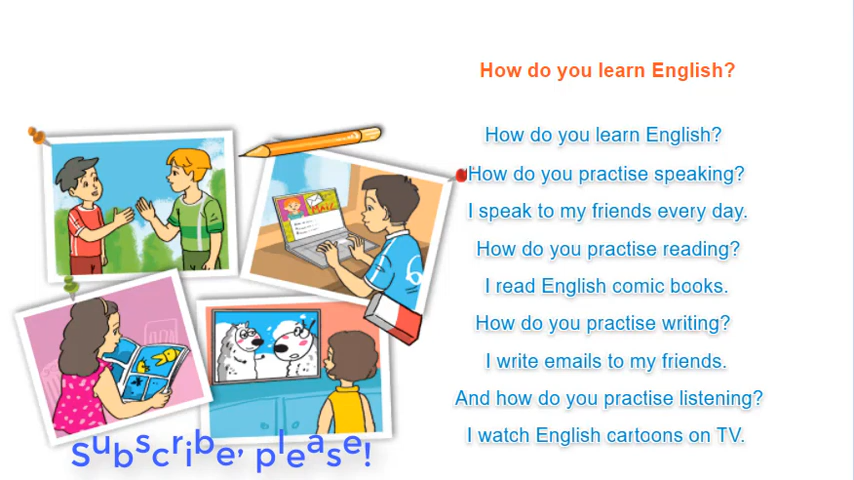 How do you learn English?
How do you learn English?
How do you practise speaking?
I speak to my friends every day.
How do you practise reading?
I read English comic books.
How do you practise writing?
I write emails to my friends.
And how do you practise listening?
I watch English cartoons on TV.
MAIL
6
Subscribe, please!